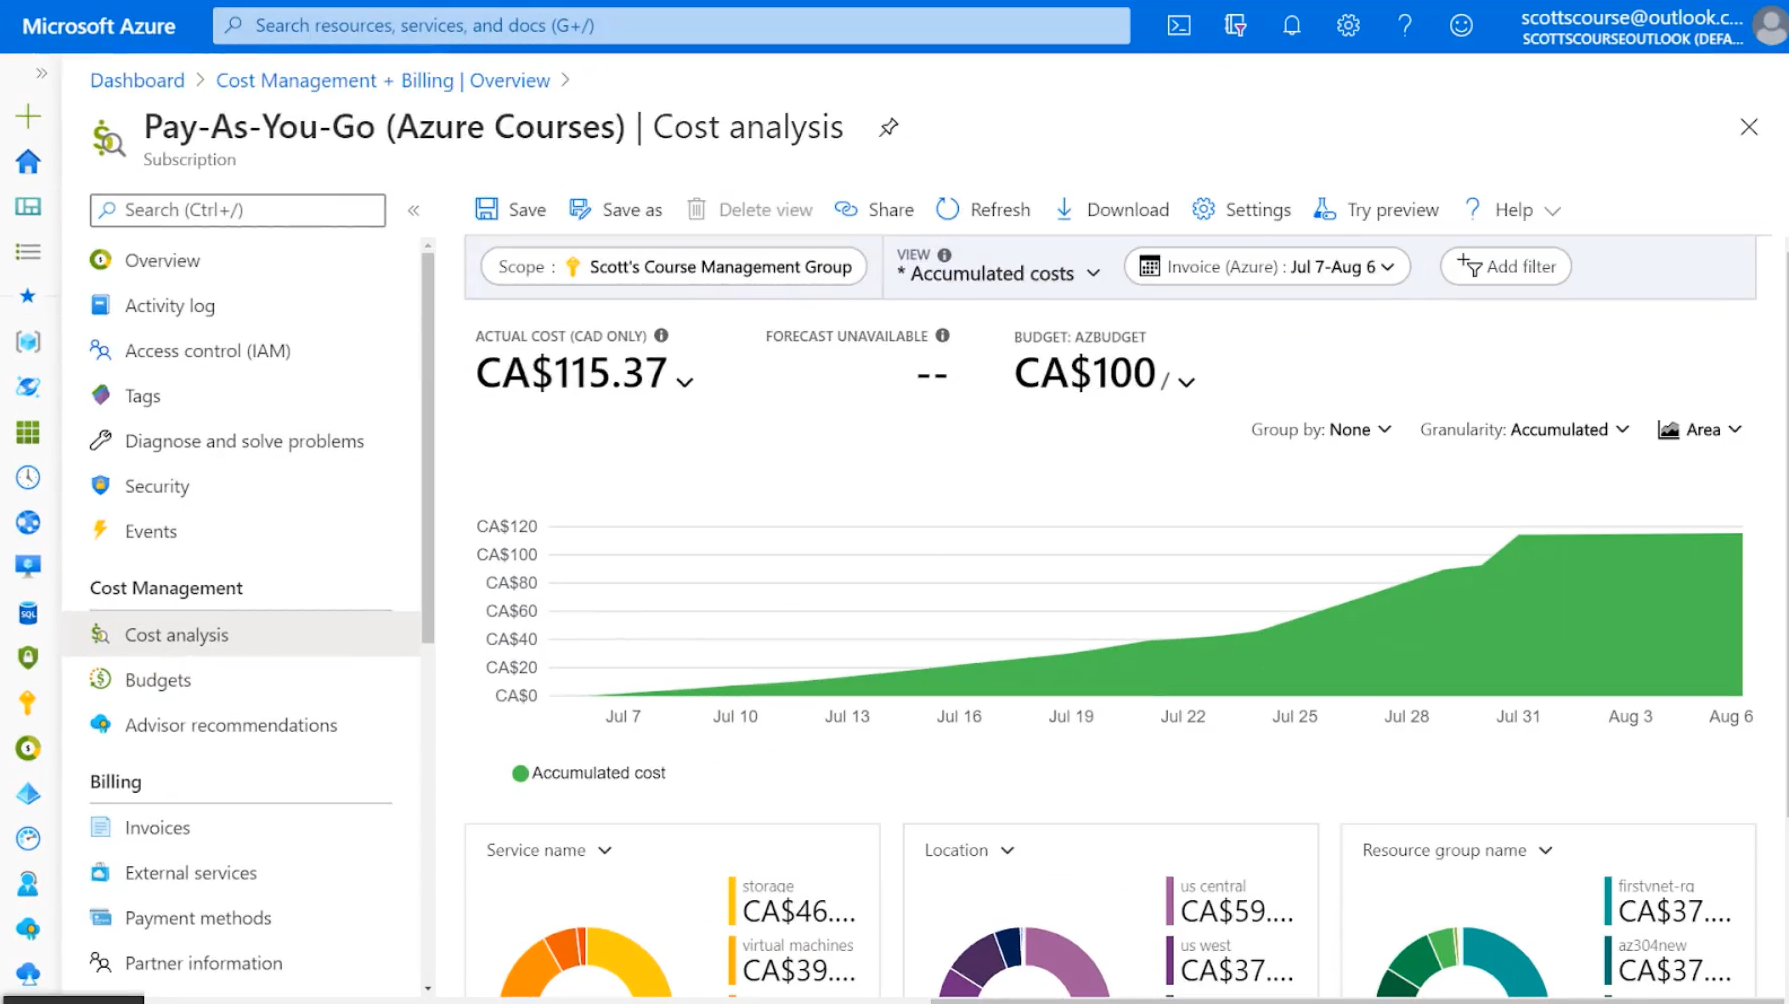 Microsoft Azure
Search resources, services, and docs (G+/)
scottscourse@outlook.c...
SCOTTSCOURSEOUTLOOK (DEFA...
Dashboard > Cost Management + Billing | Overview >
Pay-As-You-Go (Azure Courses) | Cost analysis
Subscription
Search (Ctrl+/)
Overview
Activity log
Access control (IAM)
Tags
Diagnose and solve problems
Security
Events
Cost Management
Cost analysis
Budgets
Advisor recommendations
Billing
Invoices
External services
Payment methods
Partner information
Save Save as Delete view Share Refresh Download Settings Try preview Help
Scope : Scott's Course Management Group
VIEW
* Accumulated costs
Invoice (Azure) : Jul 7-Aug 6
Add filter
ACTUAL COST (CAD ONLY)
CA$115.37
FORECAST UNAVAILABLE
--
BUDGET: AZBUDGET
CA$100 /
Group by: None Granularity: Accumulated Area
CA$120
CA$100
CA$80
CA$60
CA$40
CA$20
CA$0
Jul 7 Jul 10 Jul 13 Jul 16 Jul 19 Jul 22 Jul 25 Jul 28 Jul 31 Aug 3 Aug 6
Accumulated cost
Service name
storage
CA$46....
virtual machines
CA$39....
Location
us central
CA$59....
us west
CA$37....
Resource group name
firstvnet-rg
CA$37....
az304new
CA$37....
SQL